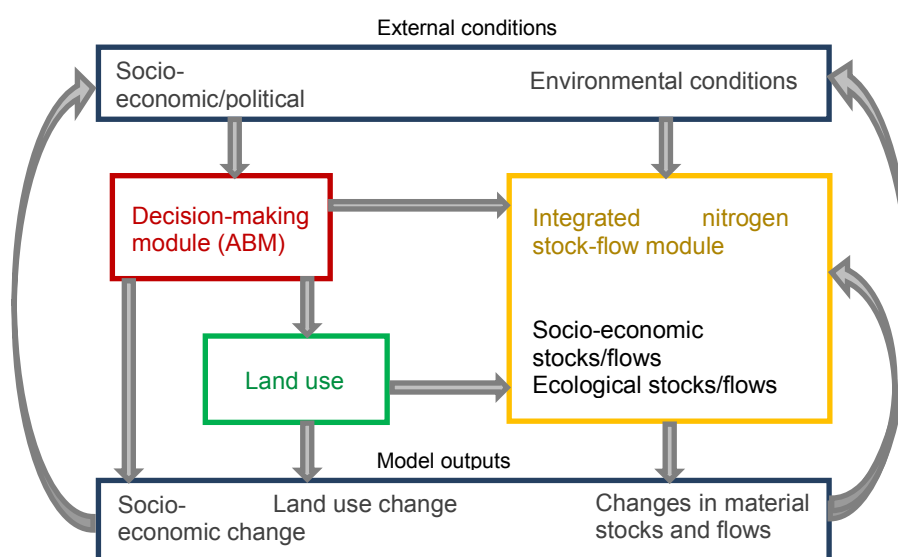 External conditions
Socio-
economic/political
Environmental conditions
Decision-making
module (ABM)
Integrated nitrogen
stock-flow module
Socio-economic
stocks/flows
Ecological stocks/flows
Land use
Model outputs
Socio-
economic change
Land use change
Changes in material
stocks and flows